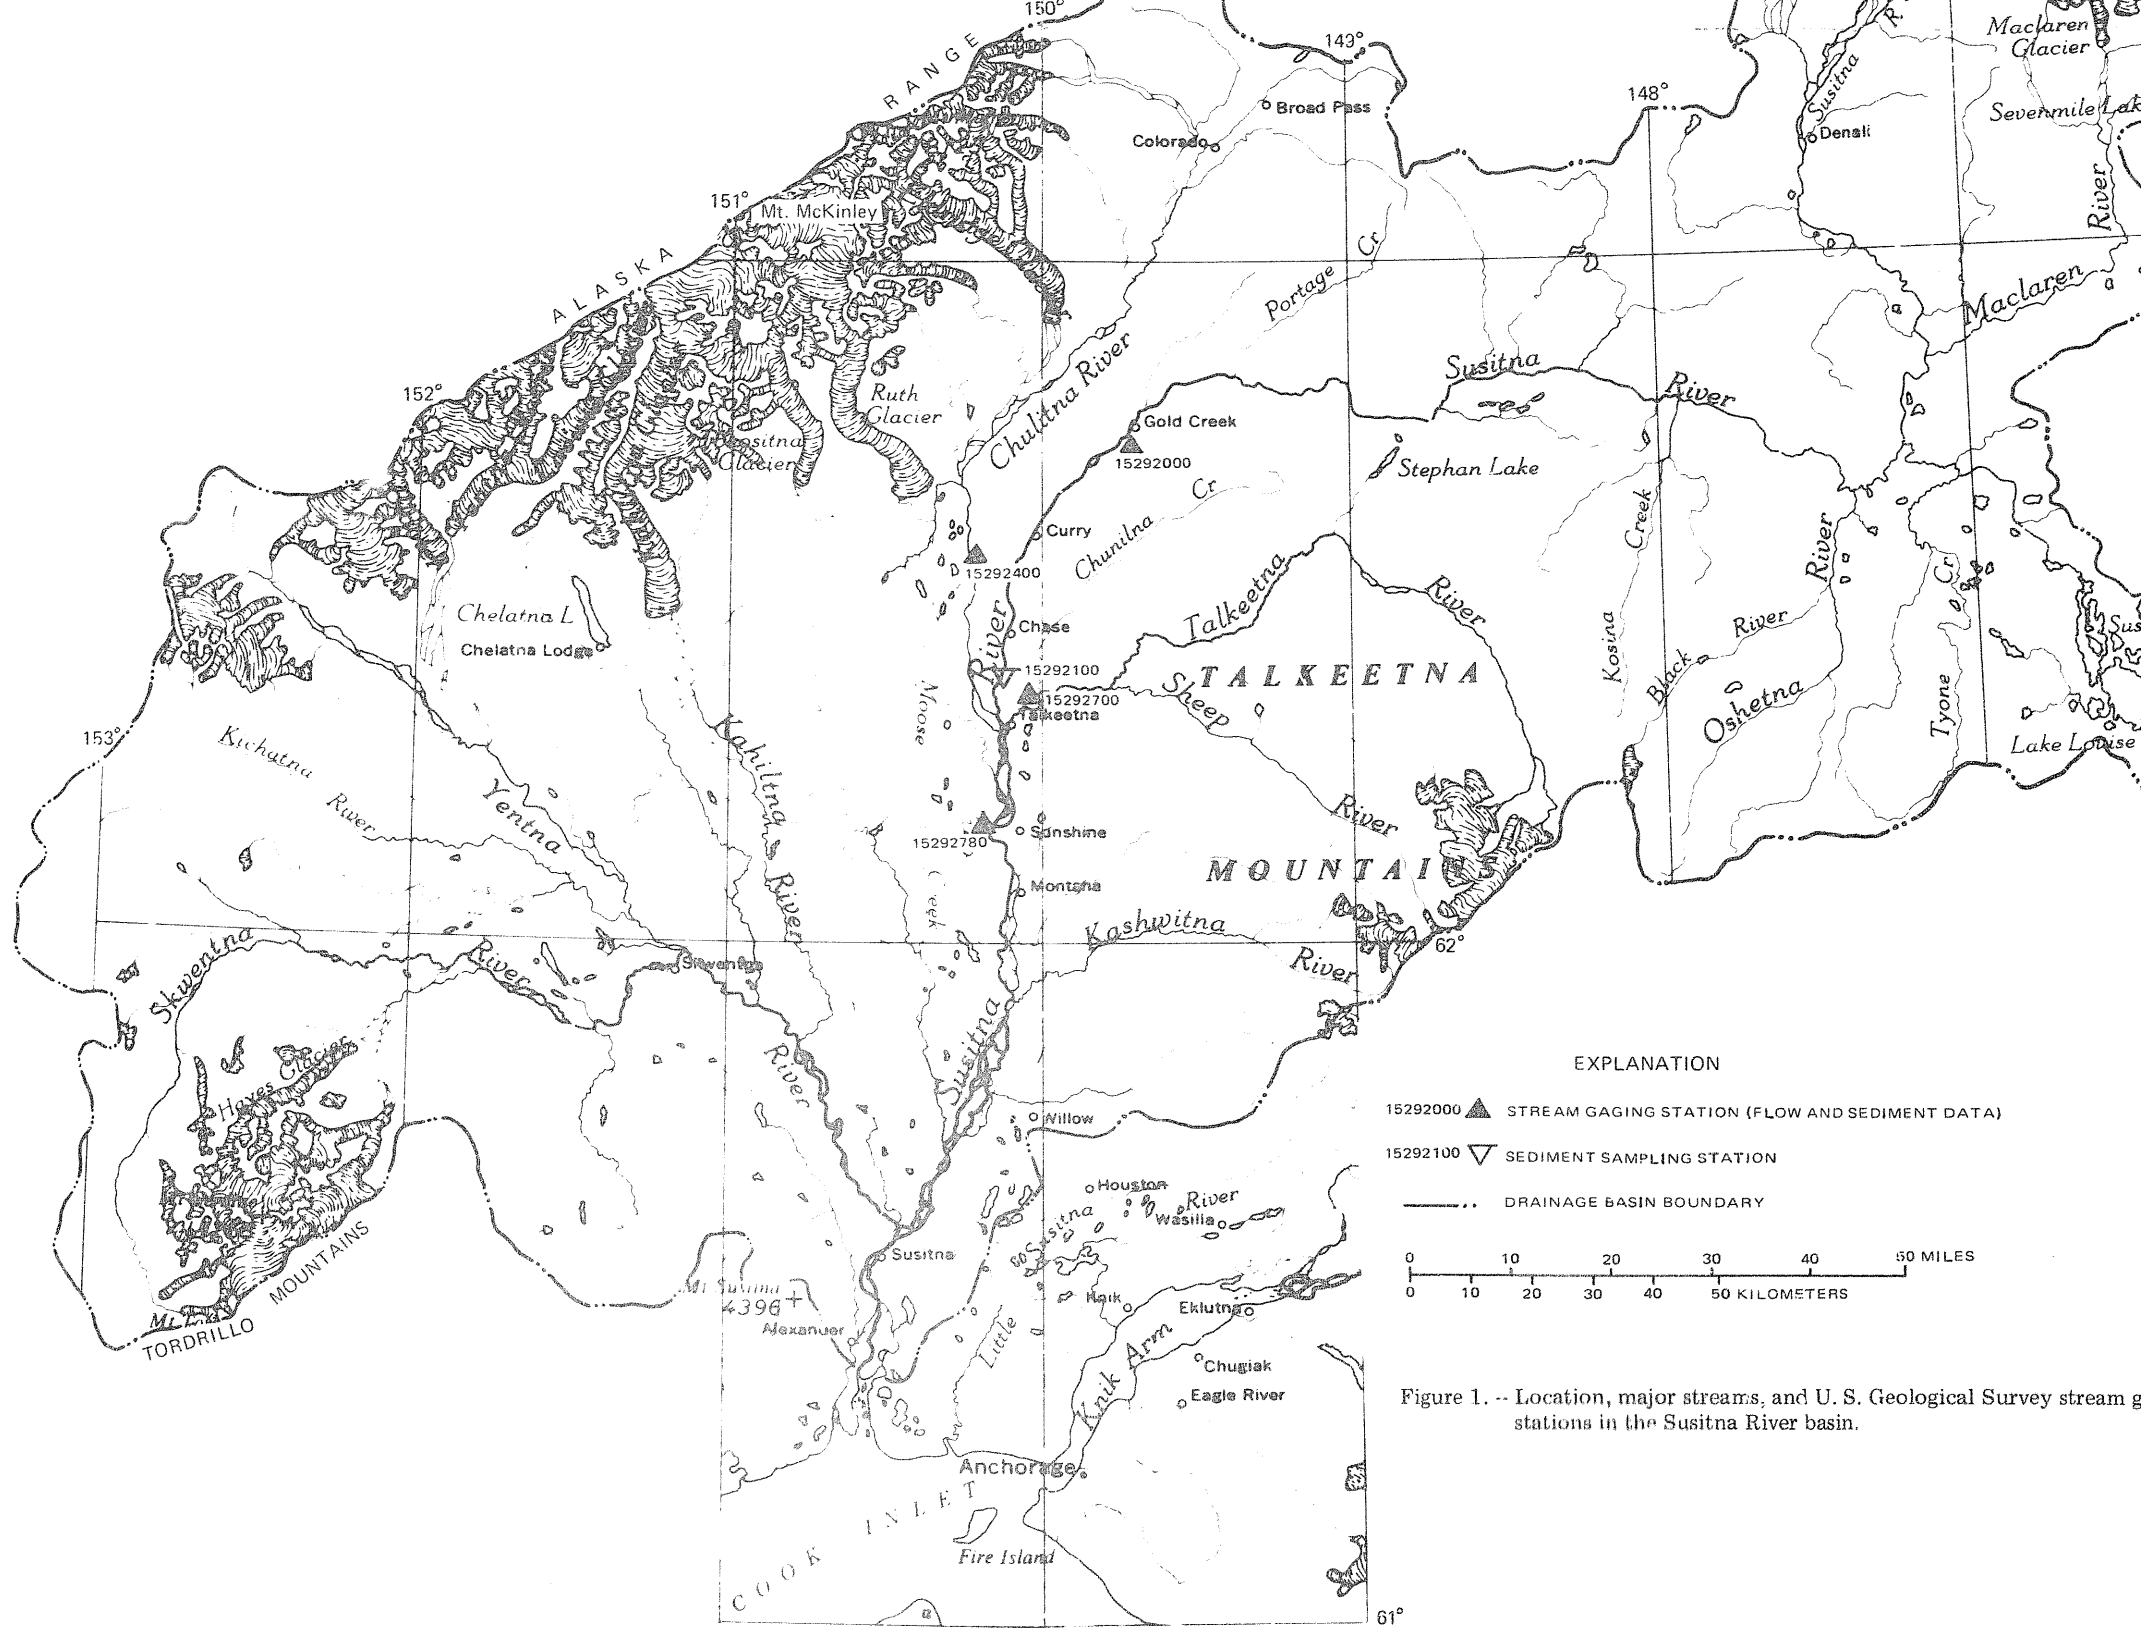 150°
R A N G E
149°
Broad Pass
Colorado
148°
Susitna
R.
Denali
Maclaren
Glacier
Sevenmile Lak
River
151°
Mt. McKinley
A L A S K A
Portage Cr
Maclaren
152°
Chulitna River
Susitna
River
Ruth
Glacier
Glacier
Gold Creek
15292000
Stephan Lake
Cr
Chunilna
Curry
15292400
Creek
Kosina
River
Cr
Tyone
Chelatna L
Chelatna Lodge
River
Chase
Talkeetna
River
15292100
15292700
Talkeetna
T A L K E E T N A
Sheep
River
Black
River
Oshetna
Sus
Lake Louise
153°
Kichatna
River
Yentna
Kahiltna
River
Moose
15292780
Sunshine
Montana
M O U N T A I N S
Kashwitna
River
62°
Skwentna
River
Skwentna
River
Susitna
Hayes Glacier
Willow
Houston
River
Wasilla
Susitna
Little
Susitna
4396
Alexander
Knik
Eklutna
Knik Arm
Chugiak
Eagle River
MOUNTAINS
TORDRILLO
Anchorage
C O O K
I N L E T
Fire Island
61°
EXPLANATION
15292000 STREAM GAGING STATION (FLOW AND SEDIMENT DATA)
15292100 SEDIMENT SAMPLING STATION
DRAINAGE BASIN BOUNDARY
0 10 20 30 40 50 MILES
0 10 20 30 40 50 KILOMETERS
Figure 1. -- Location, major streams, and U. S. Geological Survey stream g
stations in the Susitna River basin.